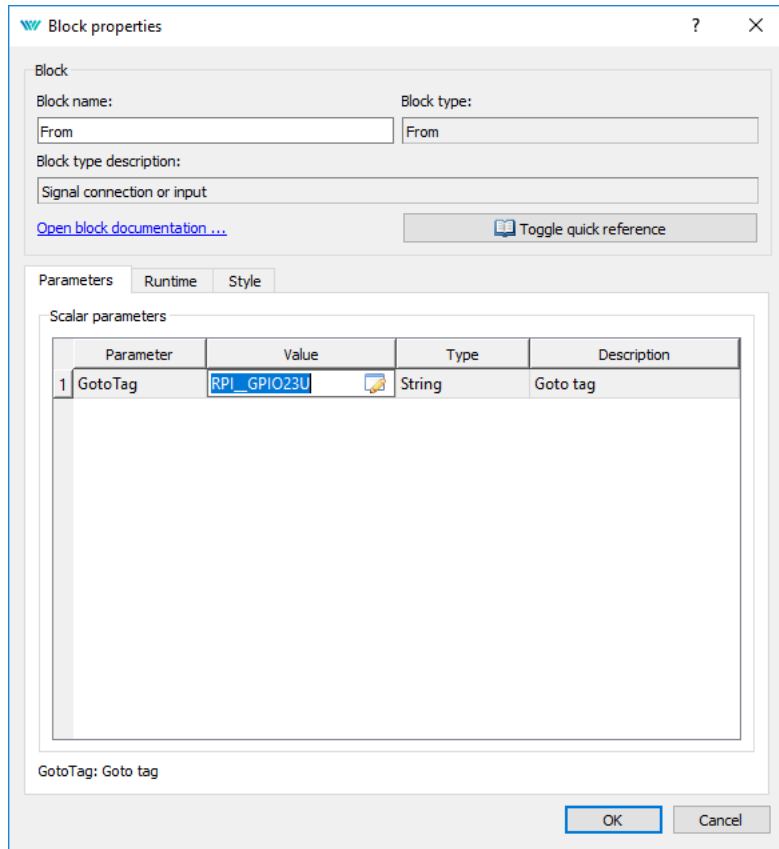 Block properties
?
Block
Block name: Block type:
From From
Block type description:
Signal connection or input
Open block documentation ... Toggle quick reference
Parameters Runtime Style
Scalar parameters
Parameter Value Type Description
1 GotoTag RPI__GPIO23U String Goto tag
GotoTag: Goto tag
OK Cancel